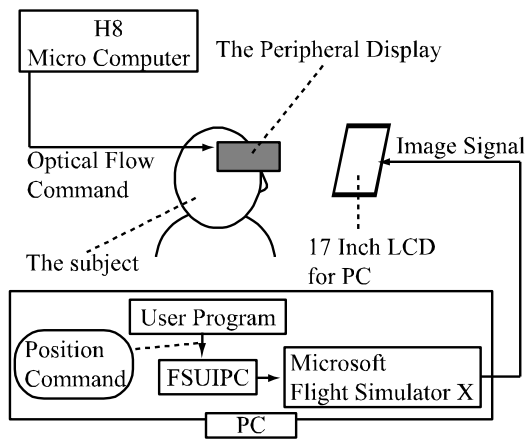 H8
Micro Computer
The Peripheral Display
Image Signal
Optical Flow
Command
The subject
17 Inch LCD
for PC
User Program
Position
Command
FSUIPC
Microsoft
Flight Simulator X
PC